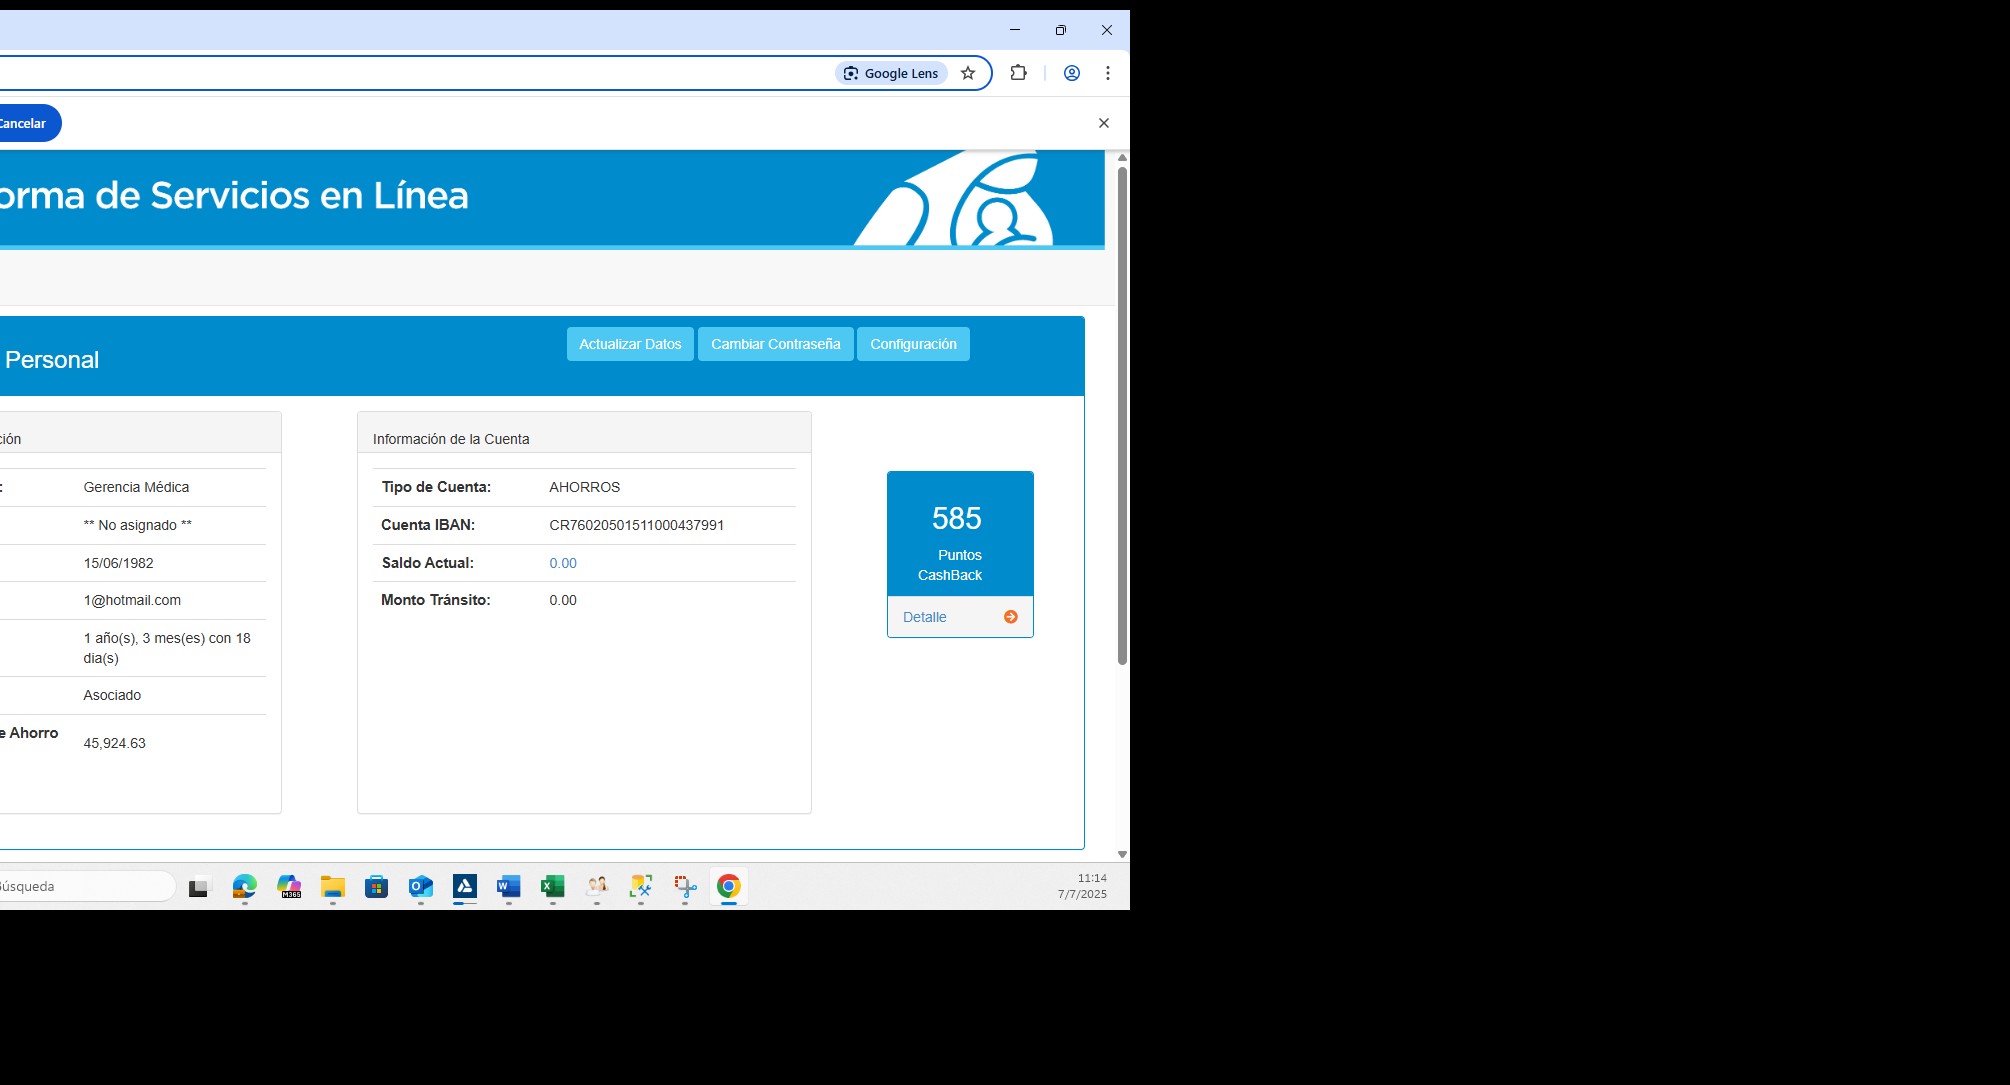 Google Lens
Cancelar
orma de Servicios en Línea
Personal
Actualizar Datos
Cambiar Contraseña
Configuración
ión
:
Gerencia Médica
** No asignado **
15/06/1982
1@hotmail.com
1 año(s), 3 mes(es) con 18
dia(s)
Asociado
e Ahorro
45,924.63
Información de la Cuenta
Tipo de Cuenta: AHORROS
Cuenta IBAN: CR76020501511000437991
Saldo Actual: 0.00
Monto Tránsito: 0.00
585
Puntos
CashBack
Detalle
Búsqueda
M365
11:14
7/7/2025